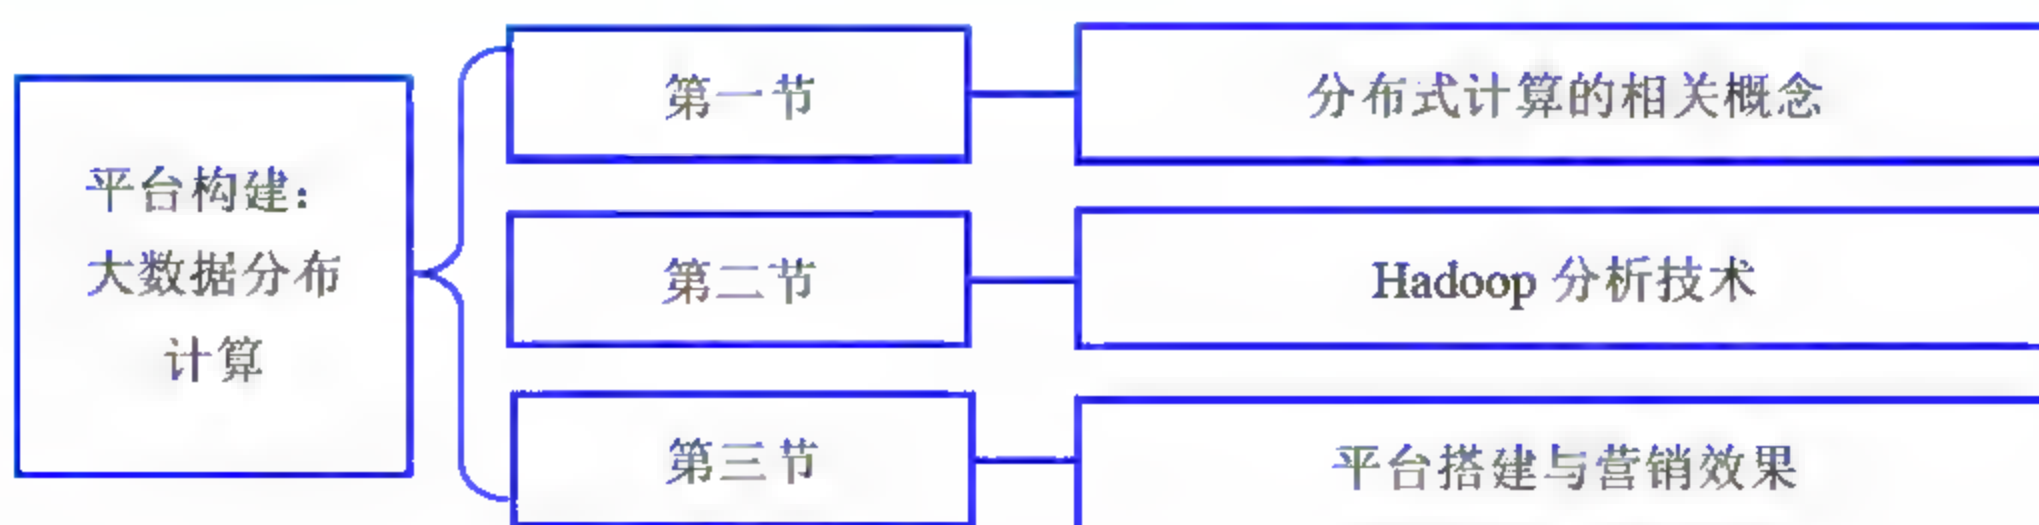 平台构建：
大数据分布
计算
第一节
分布式计算的相关概念
第二节
Hadoop 分析技术
第三节
平台搭建与营销效果